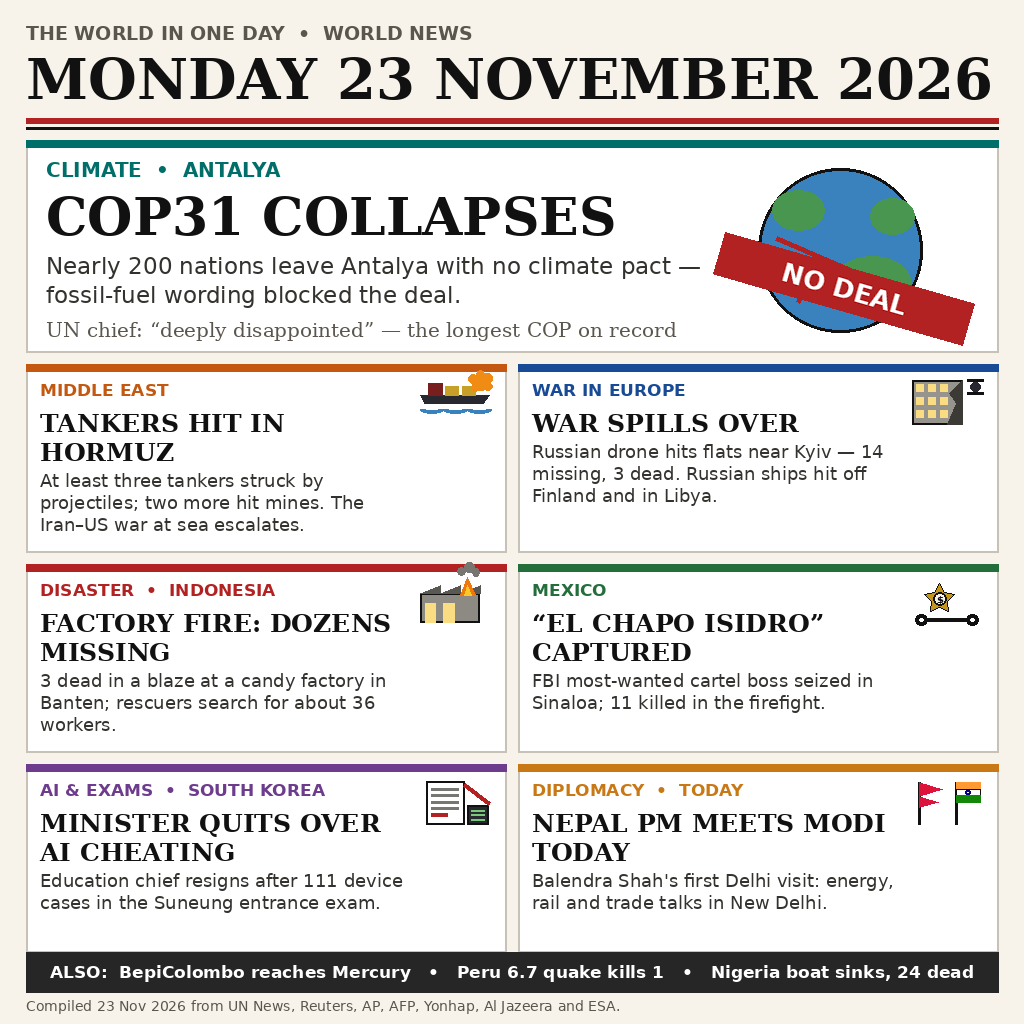 THE WORLD IN ONE DAY • WORLD NEWS
MONDAY 23 NOVEMBER 2026
CLIMATE • ANTALYA
COP31 COLLAPSES
Nearly 200 nations leave Antalya with no climate pact —
fossil-fuel wording blocked the deal.
UN chief: “deeply disappointed” — the longest COP on record
NO DEAL
MIDDLE EAST
TANKERS HIT IN
HORMUZ
At least three tankers struck by
projectiles; two more hit mines. The
Iran–US war at sea escalates.
WAR IN EUROPE
WAR SPILLS OVER
Russian drone hits flats near Kyiv — 14
missing, 3 dead. Russian ships hit off
Finland and in Libya.
DISASTER • INDONESIA
FACTORY FIRE: DOZENS
MISSING
3 dead in a blaze at a candy factory in
Banten; rescuers search for about 36
workers.
MEXICO
“EL CHAPO ISIDRO”
CAPTURED
FBI most-wanted cartel boss seized in
Sinaloa; 11 killed in the firefight.
$
AI & EXAMS • SOUTH KOREA
MINISTER QUITS OVER
AI CHEATING
Education chief resigns after 111 device
cases in the Suneung entrance exam.
DIPLOMACY • TODAY
NEPAL PM MEETS MODI
TODAY
Balendra Shah's first Delhi visit: energy,
rail and trade talks in New Delhi.
ALSO: BepiColombo reaches Mercury • Peru 6.7 quake kills 1 • Nigeria boat sinks, 24 dead
Compiled 23 Nov 2026 from UN News, Reuters, AP, AFP, Yonhap, Al Jazeera and ESA.